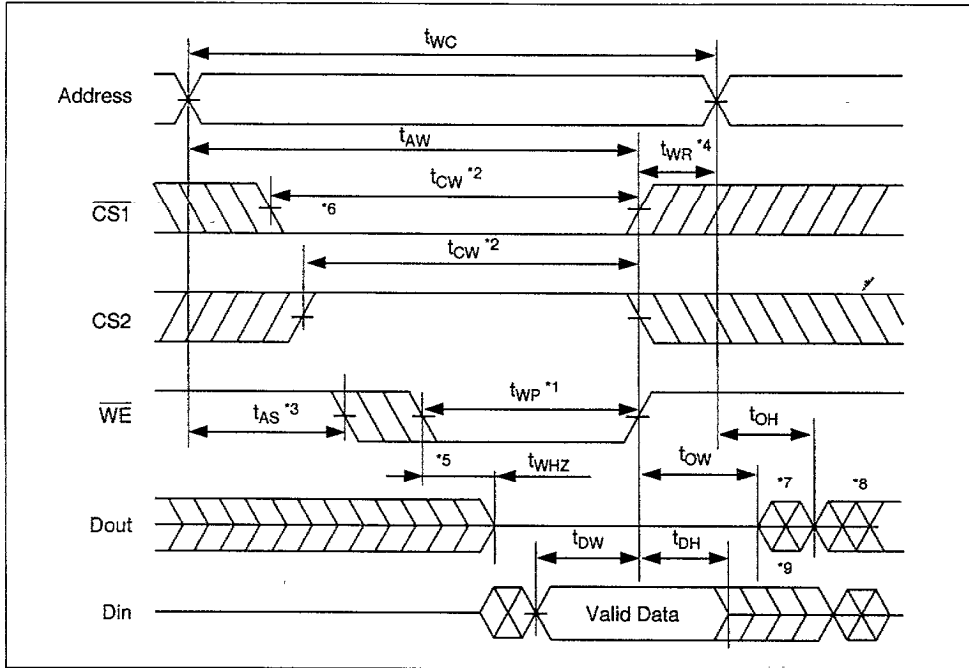 tWC
Address
tAW
tWR *4
tCW *2
CS1
*6
tCW *2
CS2
WE
tAS *3
tWP *1
tOH
*5
tWHZ
tOW
*7
*8
Dout
tDW
tDH
*9
Din
Valid Data